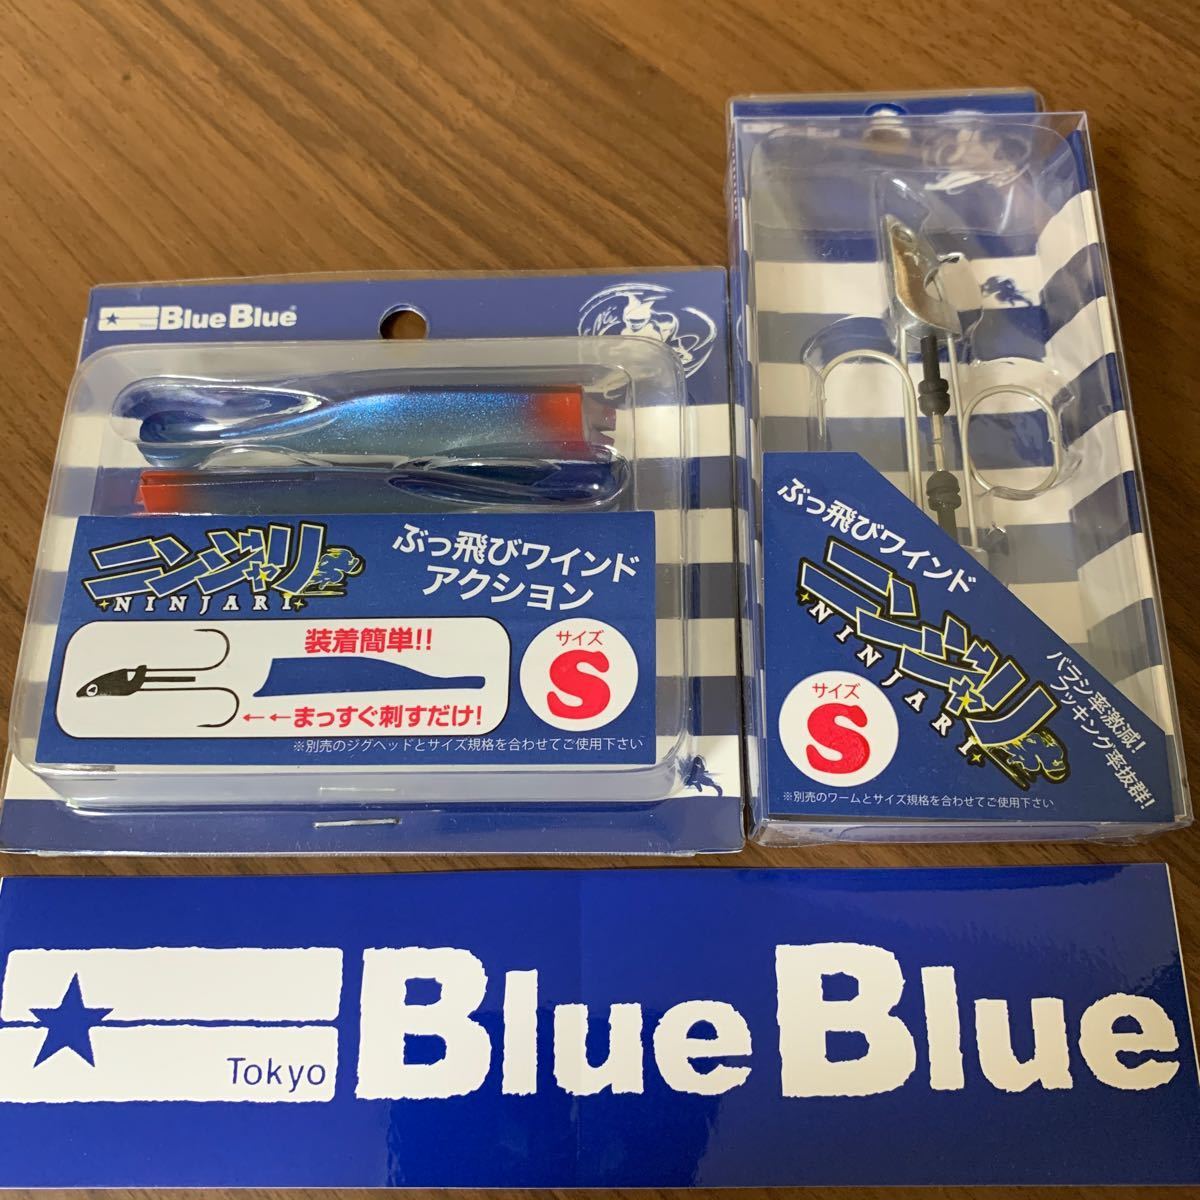 Tokyo
BlueBlue
ニンジャリ
NINJARI
ぶっ飛びワインド
アクション
装着簡単!!
←←まっすぐ刺すだけ!
サイズ
S
※別売のジグヘッドとサイズ規格を合わせてご使用下さい
ぶっ飛びワインド
ニンジャリ
NINJARI
バラシ率激減!
フッキング率抜群!
サイズ
S
※別売のワームとサイズ規格を合わせてご使用下さい
Tokyo
BlueBlue